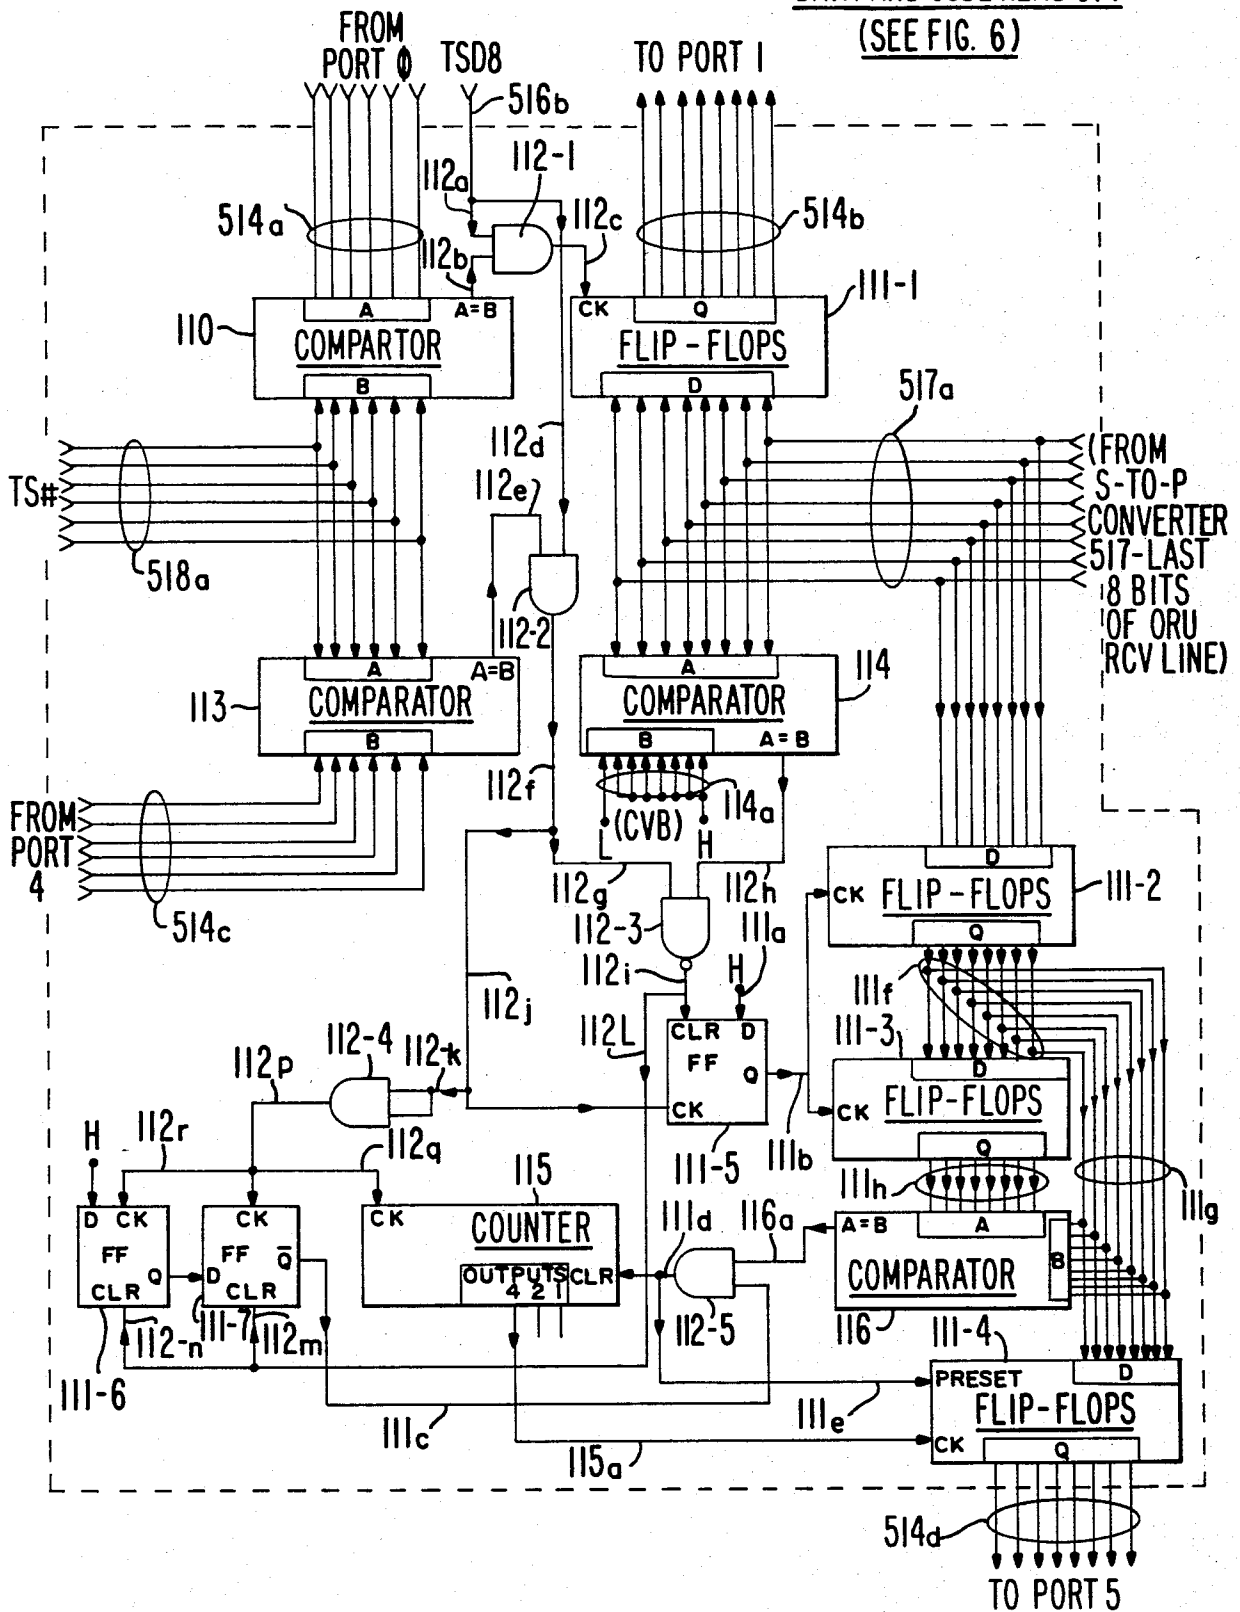 (SEE FIG. 6)
FROM
PORT 0
TSD8
TO PORT 1
516b
112-1
112a
112c
514a
514b
112b
111-1
A
A=B
CK
Q
110
COMPARTOR
FLIP-FLOPS
B
D
517a
112d
(FROM
S-TO-P
CONVERTER
517-LAST
8 BITS
OF ORU
RCV LINE)
TS#
112e
518a
112-2
A
A=B
A
114
113
COMPARATOR
COMPARATOR
B
B
A=B
112f
114a
(CVB)
L
H
FROM
PORT
4
D
112g
112h
CK
FLIP-FLOPS
111-2
514c
112-3
111a
Q
112i
H
111f
112j
112L
CLR D
FF
Q
CK
111-3
D
112-4
112-k
112p
CK
FLIP-FLOPS
H
112r
112q
111-5
111b
Q
115
111h
111g
D CK
FF
Q
CLR
CK
FF
Q
D
CLR
CK
COUNTER
111d
116a
A=B
A
B
OUTPUTS
4 2 1
CLR
COMPARATOR
111-7
112-n
112m
112-5
116
111-4
111-6
PRESET
D
FLIP-FLOPS
111c
111e
CK
Q
115a
514d
TO PORT 5